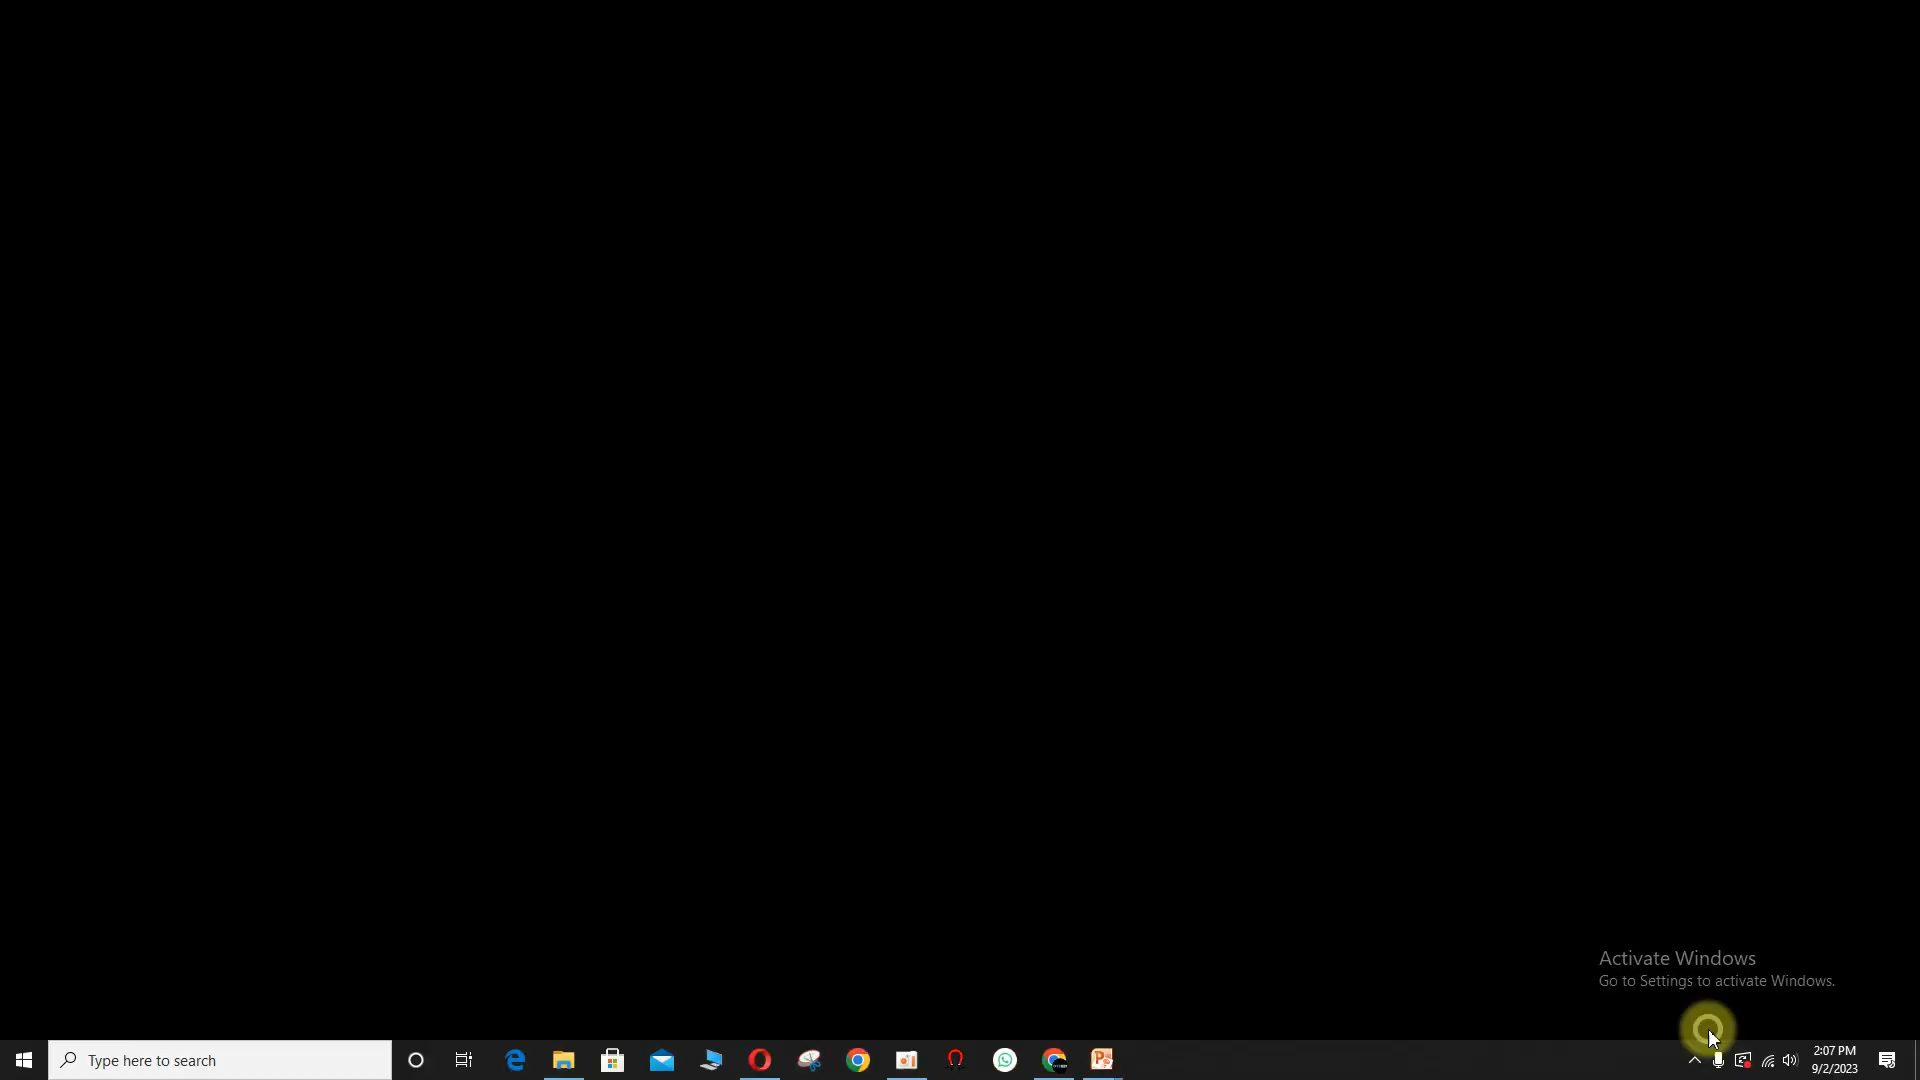 Activate Windows
Go to Settings to activate Windows.
Type here to search
2:07 PM
9/2/2023